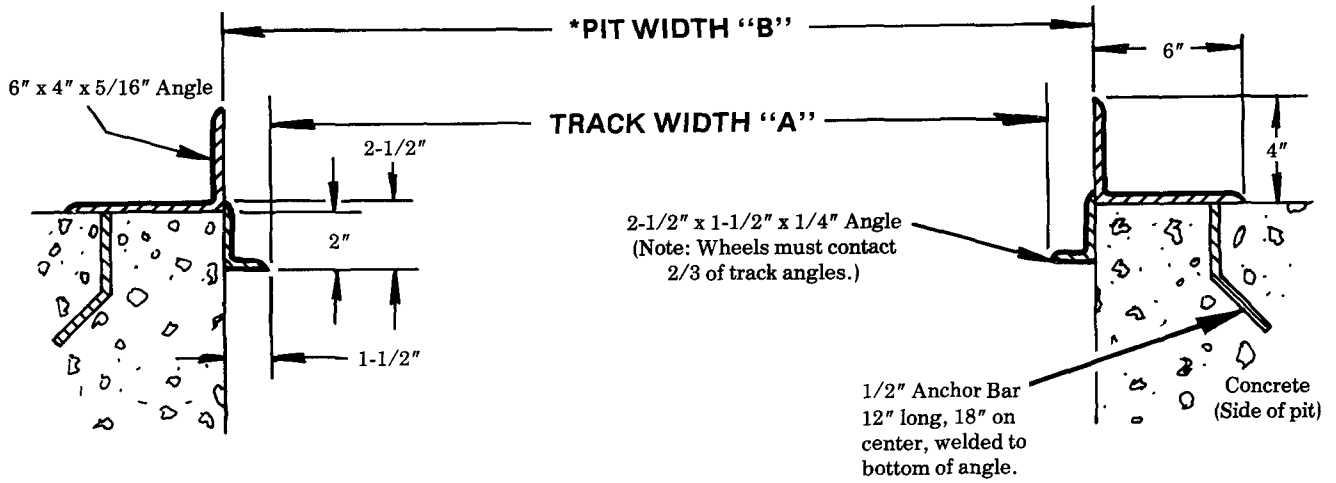 *PIT WIDTH “B”
6″
6″ x 4″ x 5/16″ Angle
TRACK WIDTH “A”
2-1/2″
4″
2-1/2″ x 1-1/2″ x 1/4″ Angle
(Note: Wheels must contact
2/3 of track angles.)
2″
1-1/2″
1/2″ Anchor Bar
12″ long, 18″ on
center, welded to
bottom of angle.
Concrete
(Side of pit)